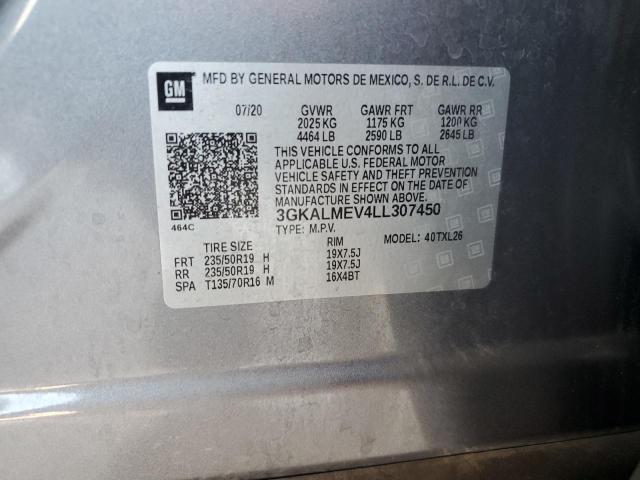 GM
MFD BY GENERAL MOTORS DE MEXICO, S. DE R.L. DE C.V.
07/20 GVWR GAWR FRT GAWR RR
2025 KG 1175 KG 1200 KG
4464 LB 2590 LB 2645 LB
THIS VEHICLE CONFORMS TO ALL
APPLICABLE U.S. FEDERAL MOTOR
VEHICLE SAFETY AND THEFT PREVENTION
STANDARDS IN EFFECT ON THE DATE
OF MANUFACTURE SHOWN ABOVE.
464C
3GKALMEV4LL307450
TYPE: M.P.V. MODEL: 40TXL26
TIRE SIZE RIM
FRT 235/50R19 H 19X7.5J
RR 235/50R19 H 19X7.5J
SPA T135/70R16 M 16X4BT